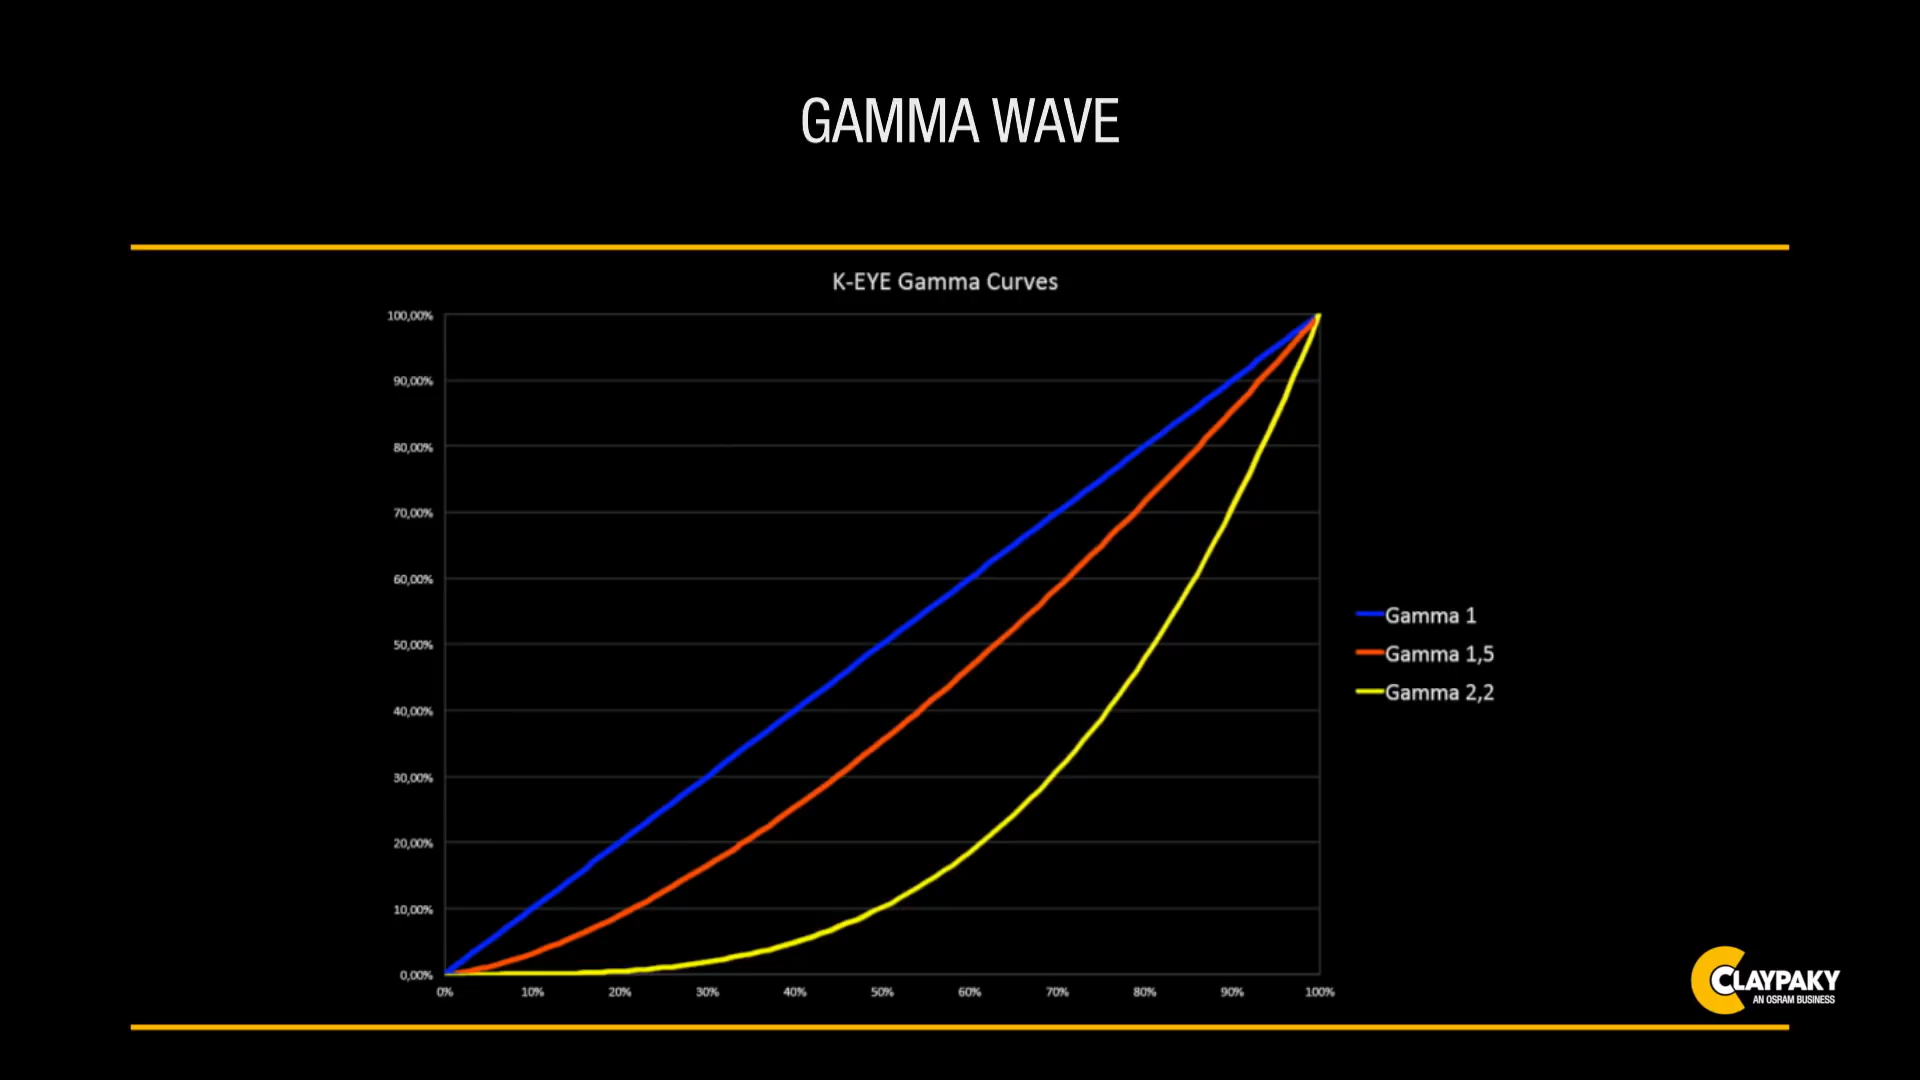 GAMMA WAVE
K-EYE Gamma Curves
100,00%
90,00%
80,00%
70,00%
60,00%
50,00%
40,00%
30,00%
20,00%
10,00%
0,00%
0% 10% 20% 30% 40% 50% 60% 70% 80% 90% 100%
Gamma 1
Gamma 1,5
Gamma 2,2
CLAYPAKY
AN OSRAM BUSINESS